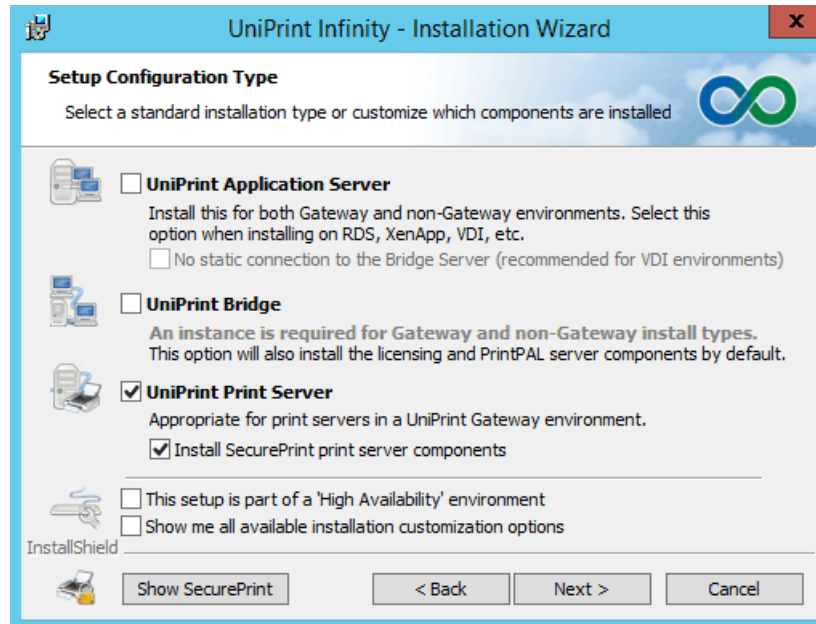 UniPrint Infinity - Installation Wizard
x
Setup Configuration Type
Select a standard installation type or customize which components are installed
UniPrint Application Server
Install this for both Gateway and non-Gateway environments. Select this
option when installing on RDS, XenApp, VDI, etc.
No static connection to the Bridge Server (recommended for VDI environments)
UniPrint Bridge
An instance is required for Gateway and non-Gateway install types.
This option will also install the licensing and PrintPAL server components by default.
UniPrint Print Server
Appropriate for print servers in a UniPrint Gateway environment.
Install SecurePrint print server components
This setup is part of a 'High Availability' environment
Show me all available installation customization options
InstallShield
Show SecurePrint
< Back
Next >
Cancel